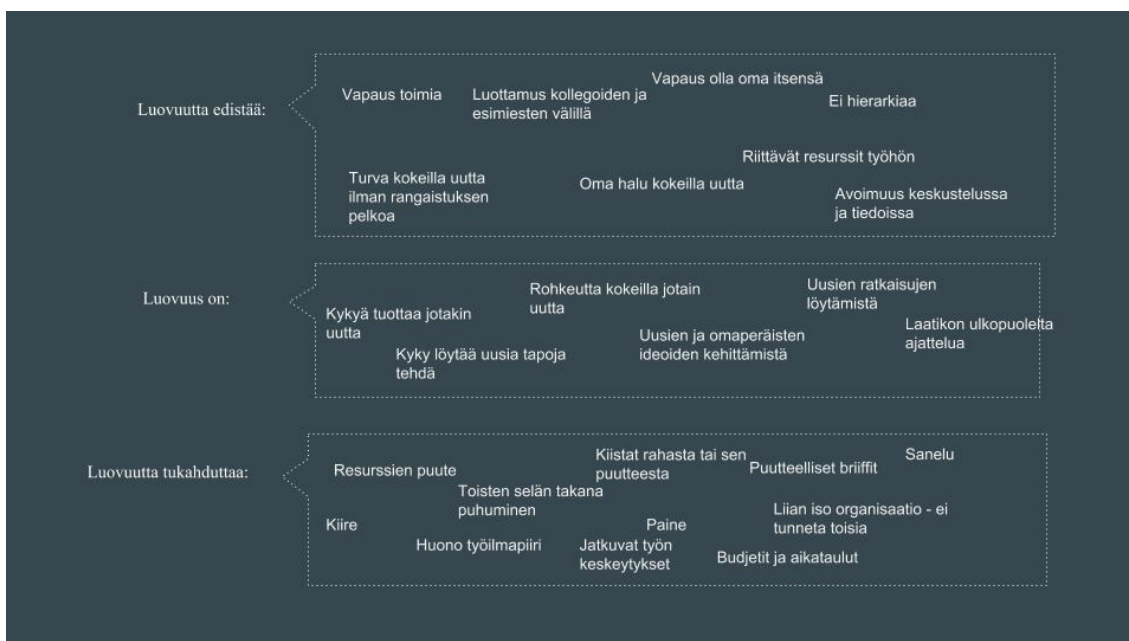 Luovuutta edistää:
Vapaus toimia
Luottamus kollegoiden ja
esimiesten välillä
Vapaus olla oma itsensä
Ei hierarkiaa
Turva kokeilla uutta
ilman rangaistuksen
pelkoa
Oma halu kokeilla uutta
Riittävät resurssit työhön
Avoimuus keskustelussa
ja tiedoissa
Luovuus on:
Kykyä tuottaa jotakin
uutta
Kyky löytää uusia tapoja
tehdä
Rohkeutta kokeilla jotain
uutta
Uusien ja omaperäisten
ideoiden kehittämistä
Uusien ratkaisujen
löytämistä
Laatikon ulkopuolelta
ajattelua
Luovuutta tukahduttaa:
Resurssien puute
Toisten selän takana
puhuminen
Kiistat rahasta tai sen
puutteesta
Puutteelliset briiffit
Sanelu
Kiire
Huono työilmapiiri
Jatkuvat työn
keskeytykset
Paine
Liian iso organisaatio - ei
tunneta toisia
Budjetit ja aikataulut